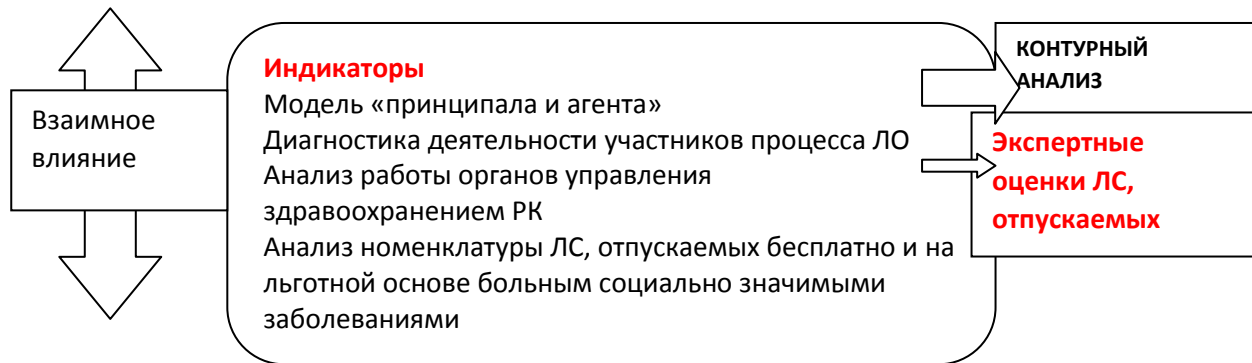 Взаимное
влияние
Индикаторы
Модель «принципала и агента»
Диагностика деятельности участников процесса ЛО
Анализ работы органов управления
здравоохранением РК
Анализ номенклатуры ЛС, отпускаемых бесплатно и на
льготной основе больным социально значимыми
заболеваниями
КОНТУРНЫЙ
АНАЛИЗ
Экспертные
оценки ЛС,
отпускаемых